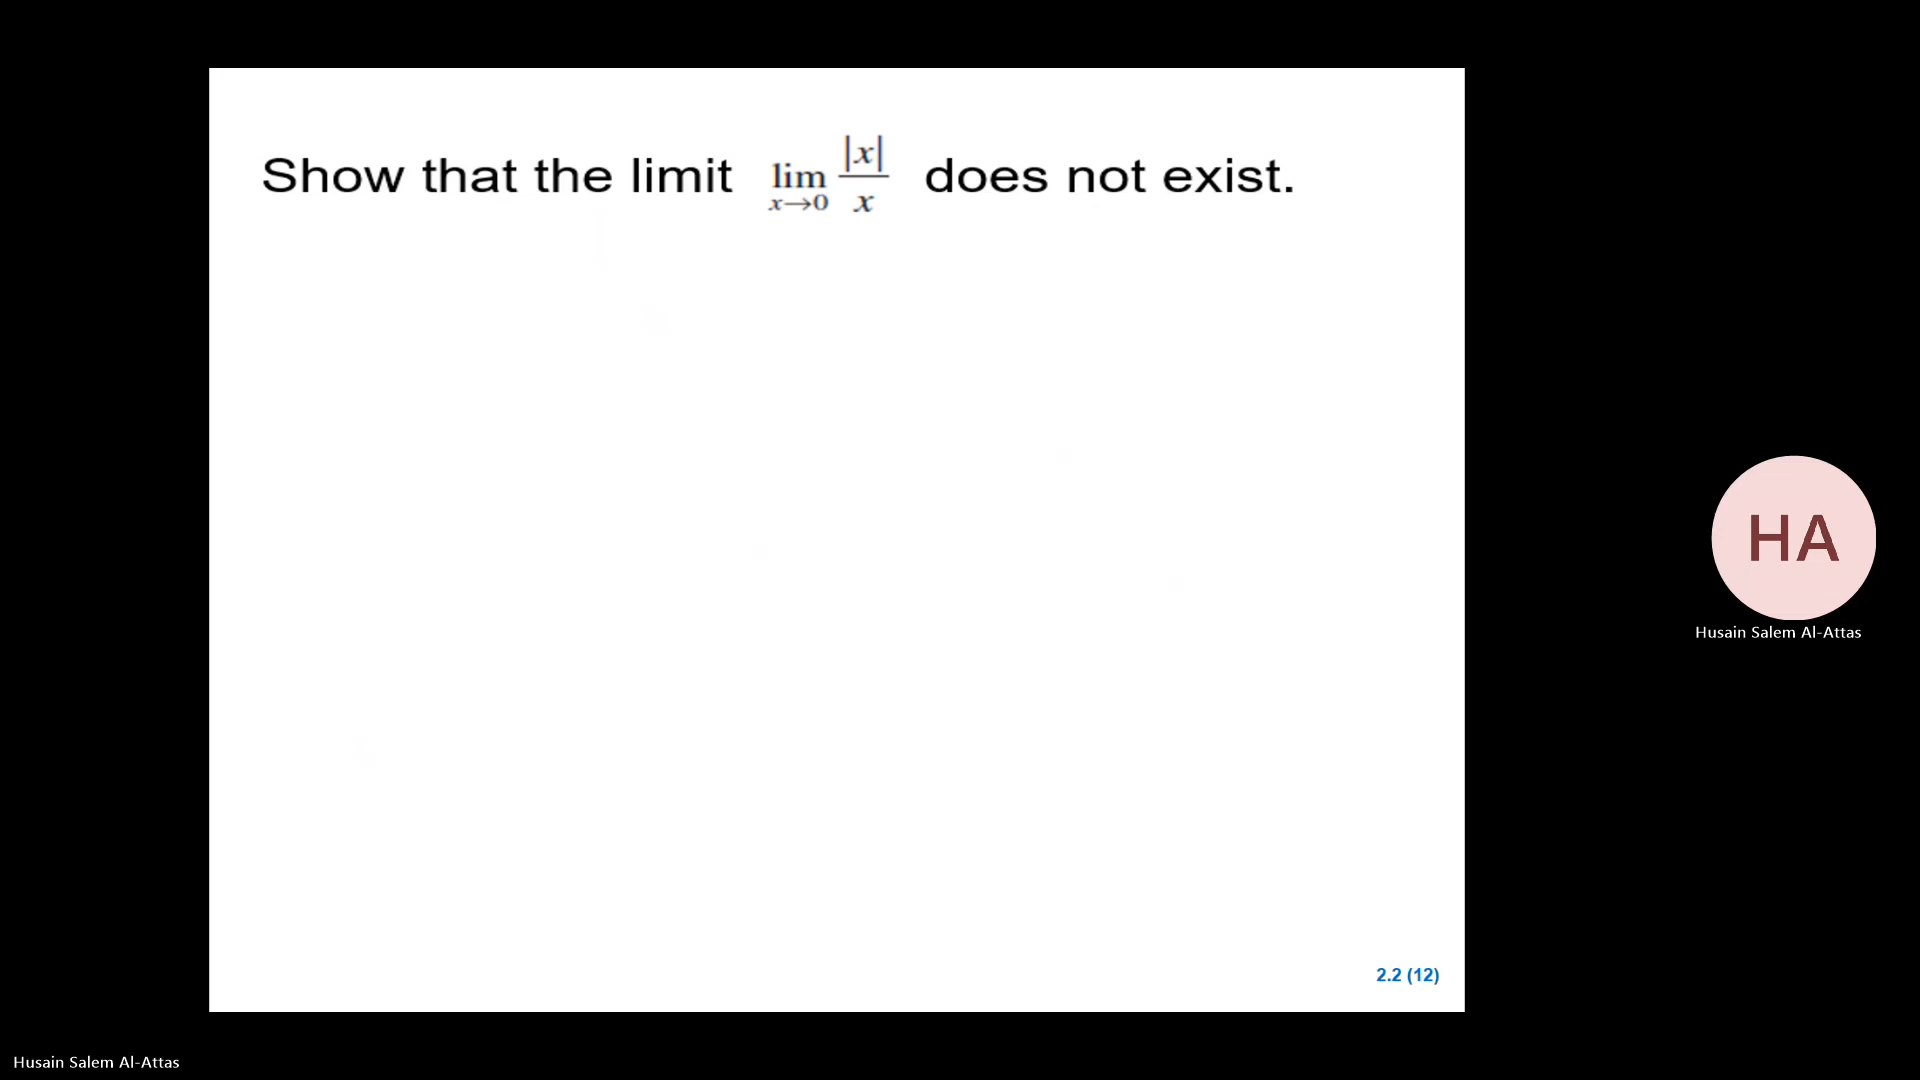 Show that the limit lim x→0 |x|/x does not exist.
HA
Husain Salem Al-Attas
2.2 (12)
Husain Salem Al-Attas